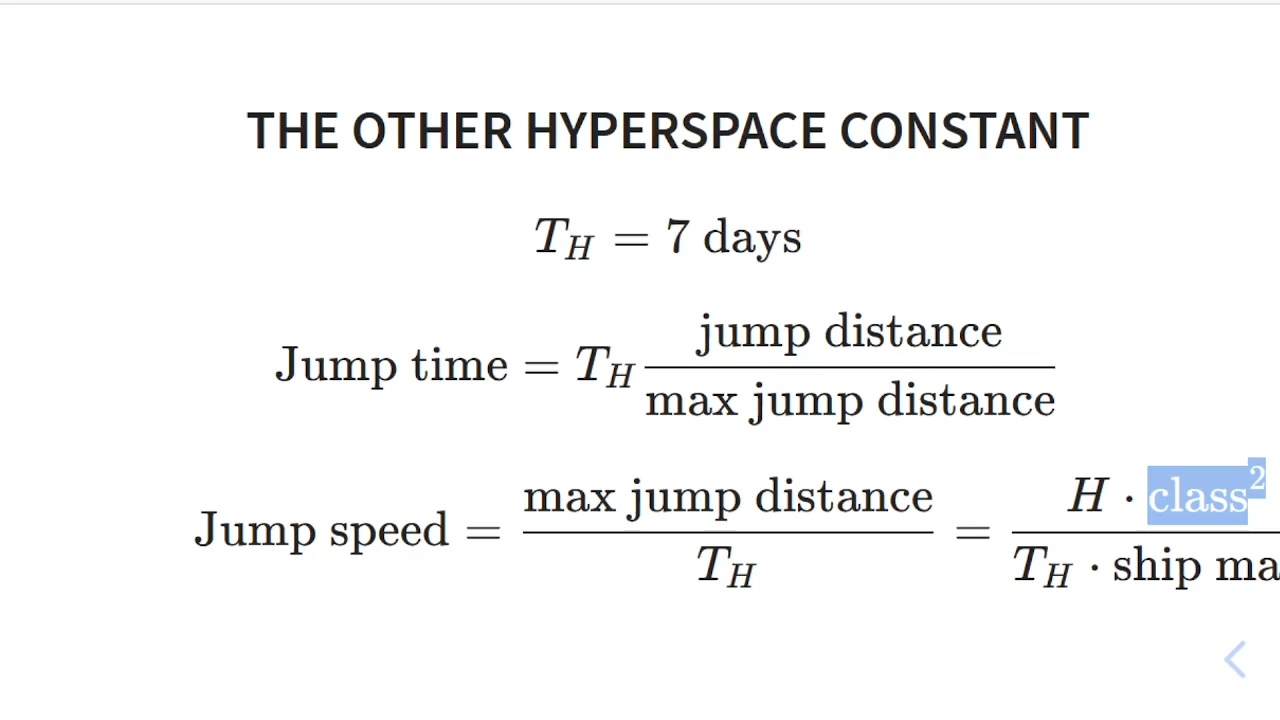 THE OTHER HYPERSPACE CONSTANT
T_H = 7 days
Jump time = T_H jump distance / max jump distance
Jump speed = max jump distance / T_H = H · class² / T_H · ship ma